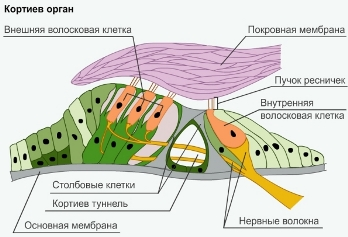 Кортиев орган
Внешняя волосковая клетка
Покровная мембрана
Пучок ресничек
Внутренняя
волосковая клетка
Столбовые клетки
Кортиев туннель
Основная мембрана
Нервные волокна